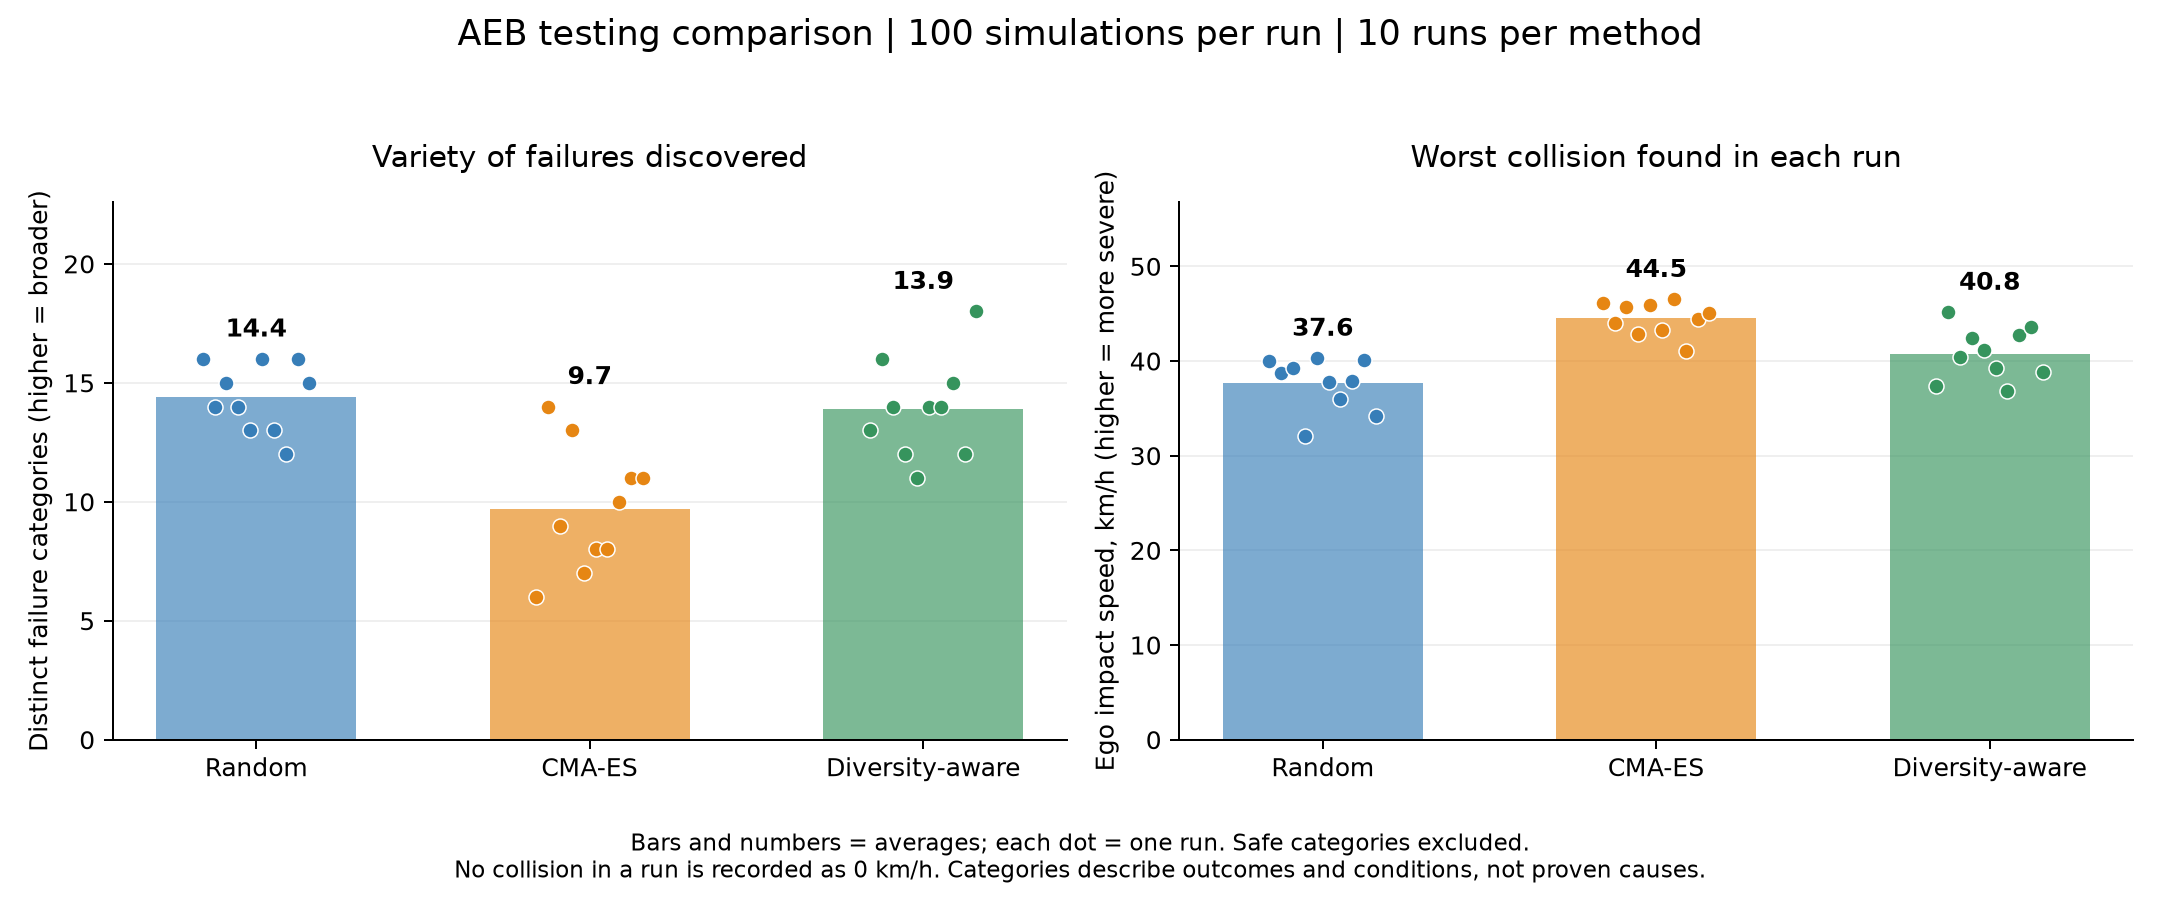 AEB testing comparison | 100 simulations per run | 10 runs per method
Variety of failures discovered
Distinct failure categories (higher = broader)
20
15
10
5
0
14.4
9.7
13.9
Random
CMA-ES
Diversity-aware
Worst collision found in each run
Ego impact speed, km/h (higher = more severe)
50
40
30
20
10
0
37.6
44.5
40.8
Random
CMA-ES
Diversity-aware
Bars and numbers = averages; each dot = one run. Safe categories excluded.
No collision in a run is recorded as 0 km/h. Categories describe outcomes and conditions, not proven causes.